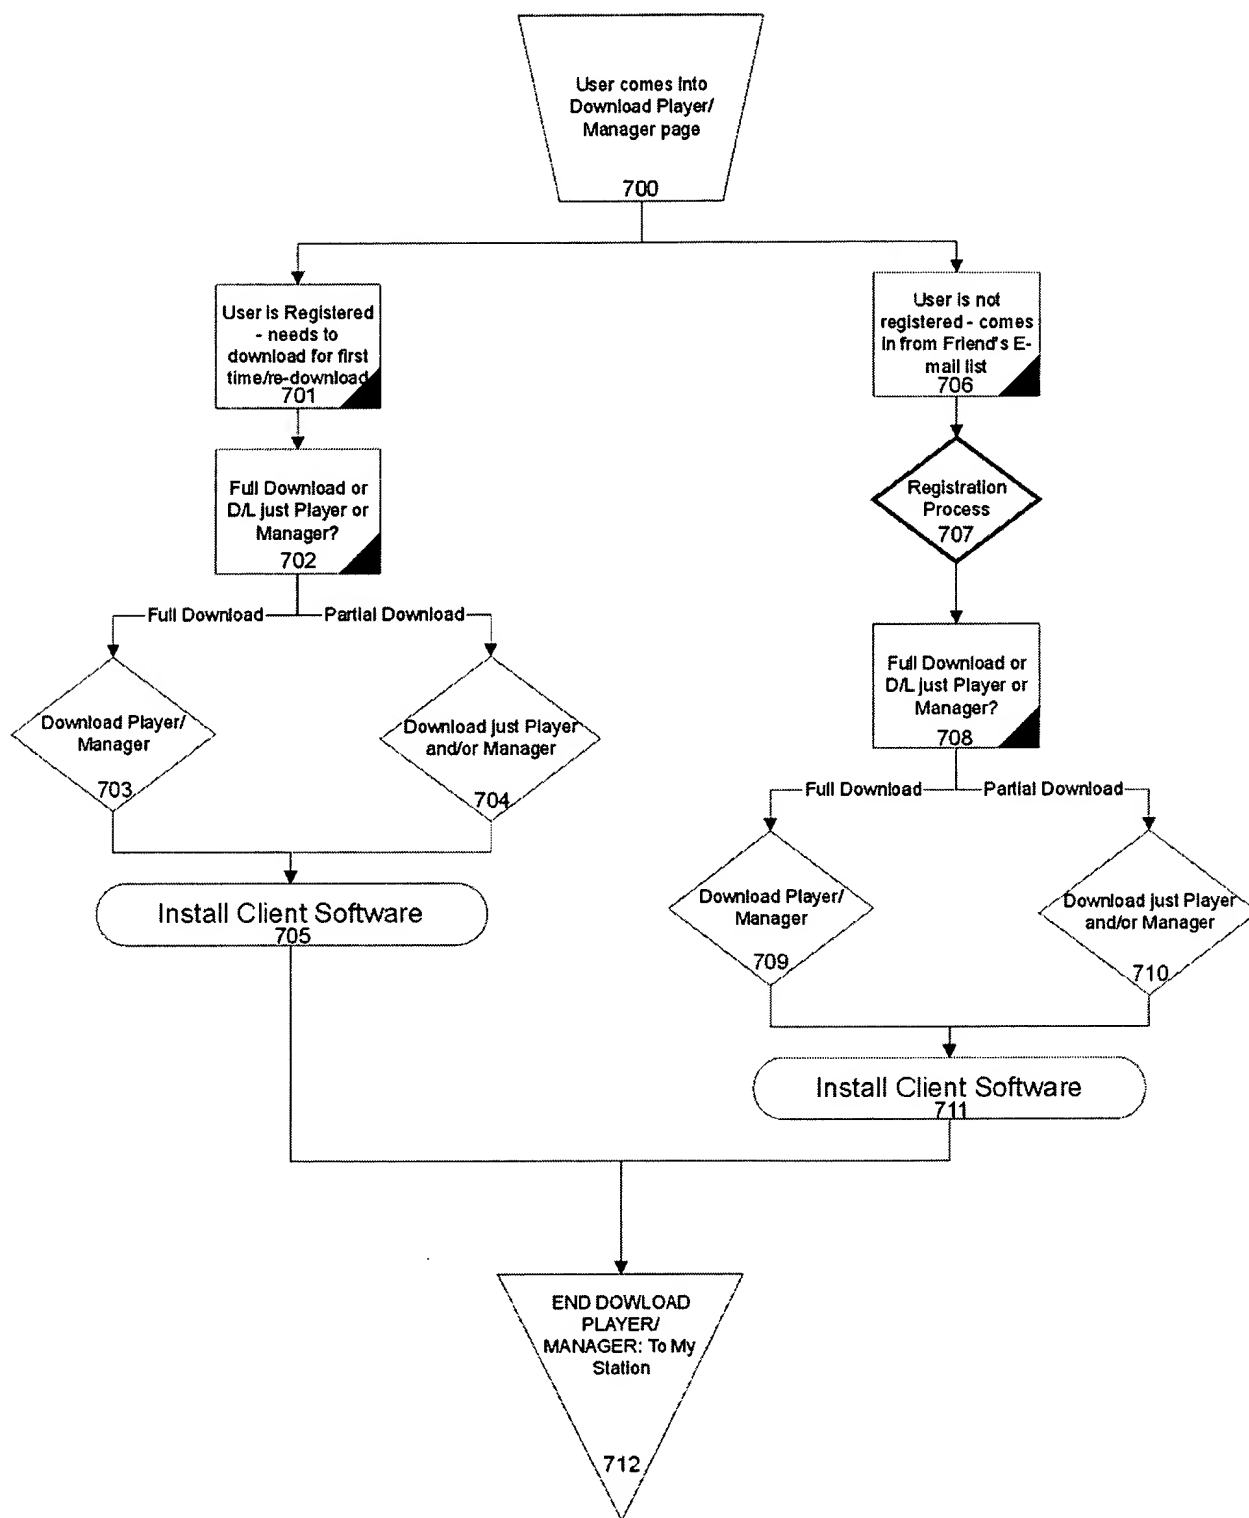 User comes into
Download Player/
Manager page
700
User is Registered
- needs to
download for first
time/re-download
701
User is not
registered - comes
in from Friend's E-
mail list
706
Full Download or
D/L just Player or
Manager?
702
Registration
Process
707
Full Download
Partial Download
Download Player/
Manager
703
Download just Player
and/or Manager
704
Full Download or
D/L just Player or
Manager?
708
Full Download
Partial Download
Install Client Software
705
Download Player/
Manager
709
Download just Player
and/or Manager
710
Install Client Software
711
END DOWLOAD
PLAYER/
MANAGER: To My
Station
712